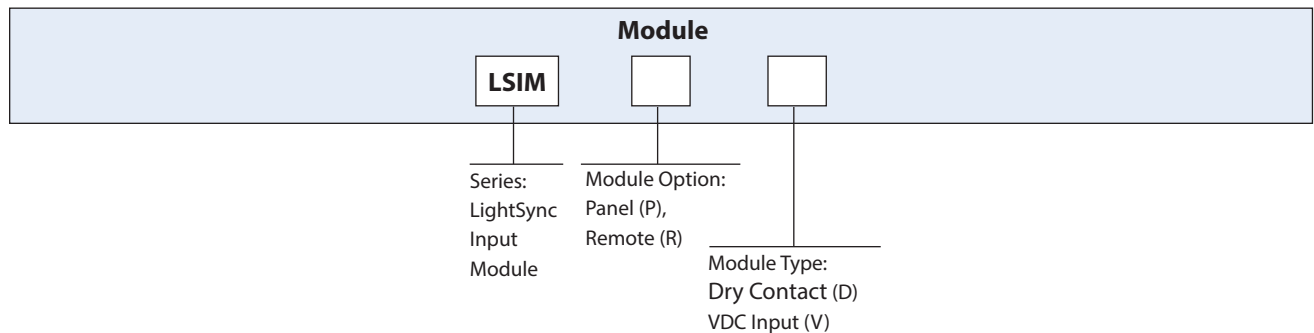 Module
LSIM
Series:
LightSync
Input
Module
Module Option:
Panel (P),
Remote (R)
Module Type:
Dry Contact (D)
VDC Input (V)